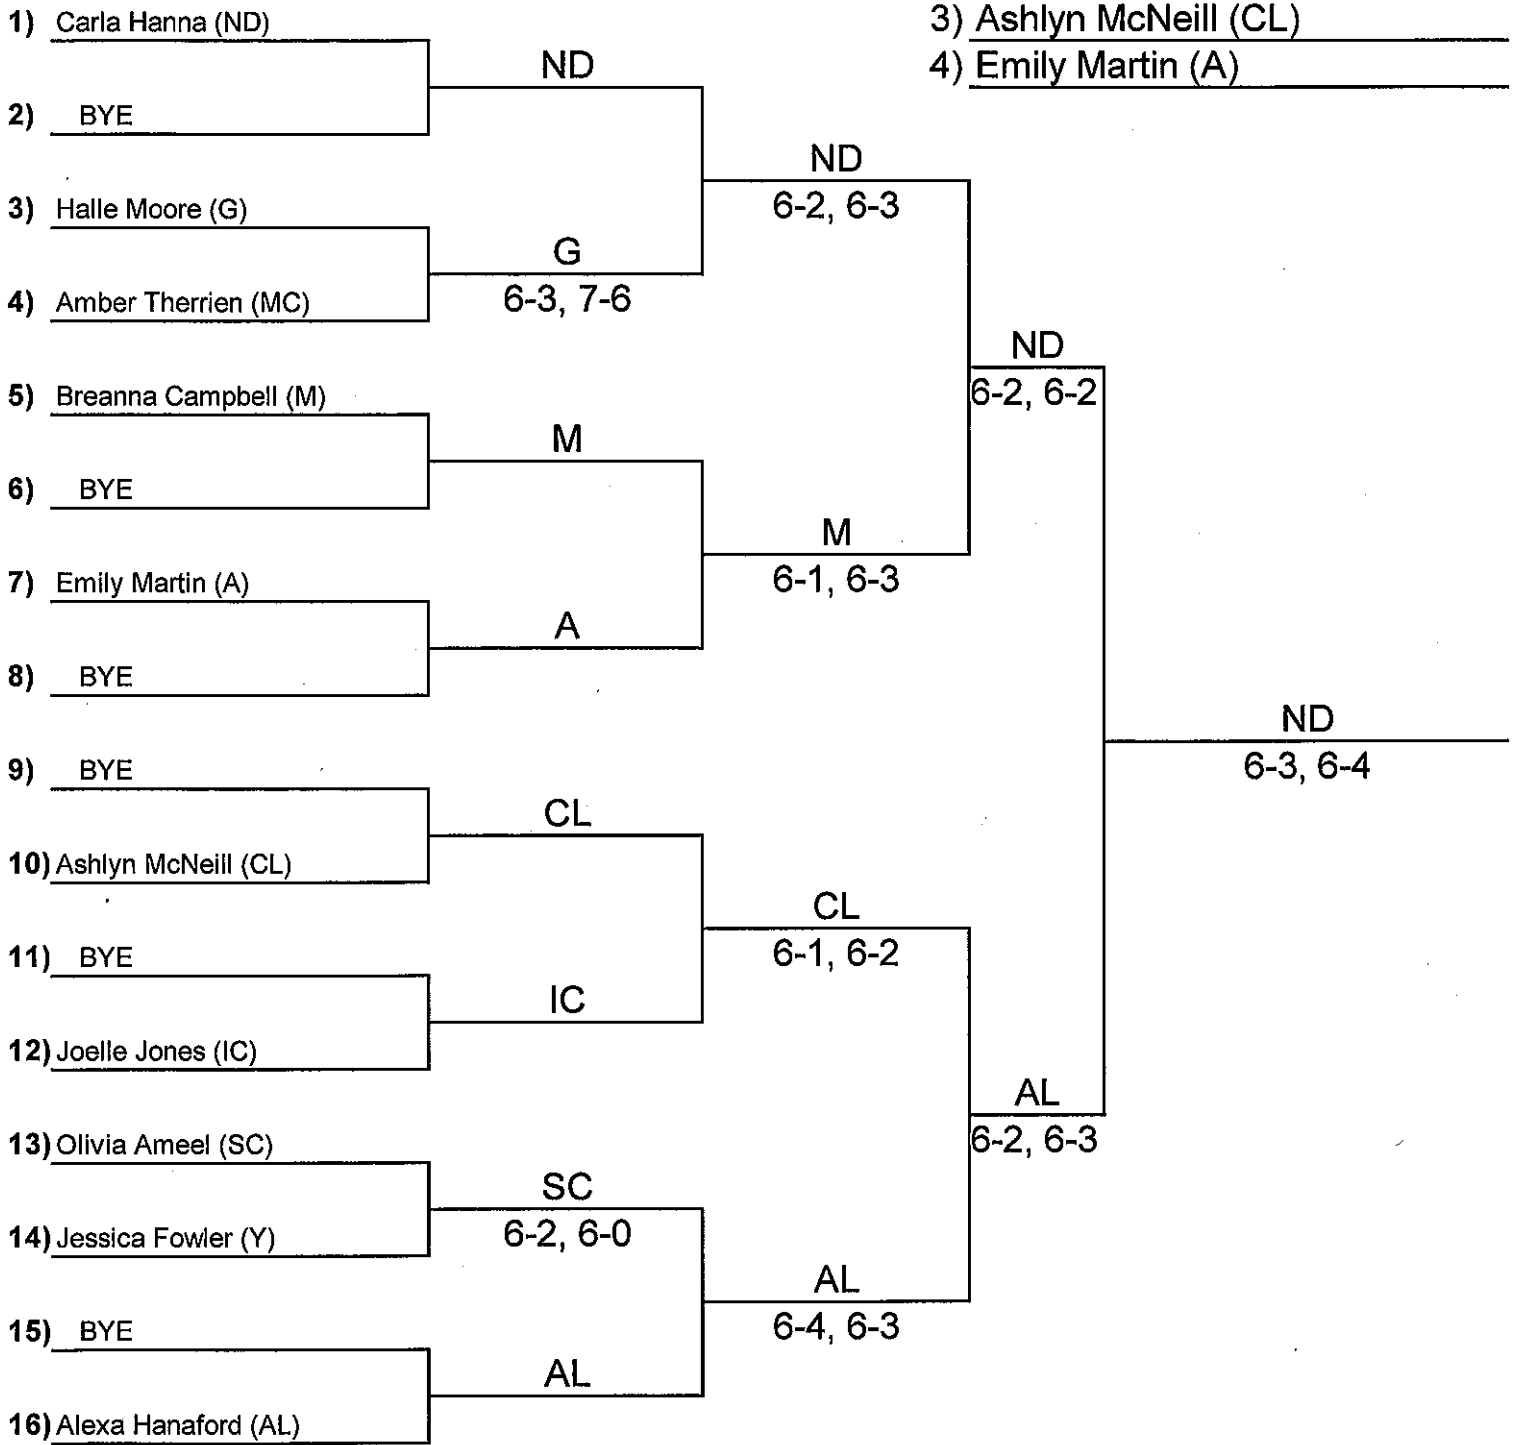 1) Carla Hanna (ND)
2) BYE
3) Halle Moore (G)
4) Amber Therrien (MC)
5) Breanna Campbell (M)
6) BYE
7) Emily Martin (A)
8) BYE
9) BYE
10) Ashlyn McNeill (CL)
11) BYE
12) Joelle Jones (IC)
13) Olivia Ameel (SC)
14) Jessica Fowler (Y)
15) BYE
16) Alexa Hanaford (AL)
ND
G
6-3, 7-6
M
A
CL
IC
SC
6-2, 6-0
AL
ND
6-2, 6-3
M
6-1, 6-3
CL
6-1, 6-2
AL
6-4, 6-3
ND
6-2, 6-2
AL
6-2, 6-3
ND
6-3, 6-4
3) Ashlyn McNeill (CL)
4) Emily Martin (A)